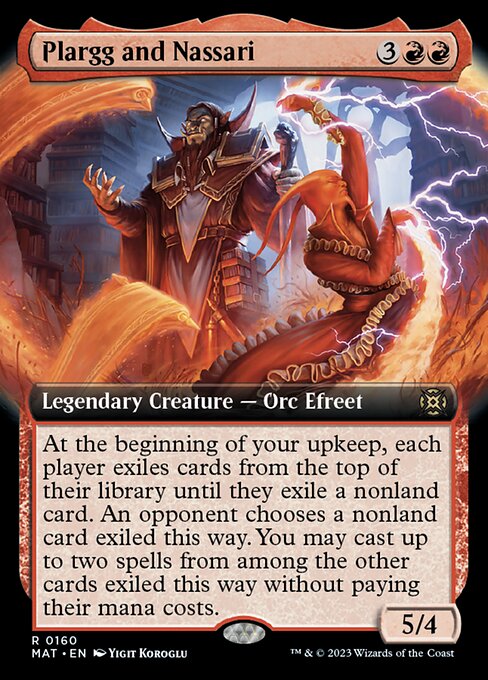 Plargg and Nassari 3
Legendary Creature — Orc Efreet
At the beginning of your upkeep, each
player exiles cards from the top of
their library until they exile a nonland
card. An opponent chooses a nonland
card exiled this way. You may cast up
to two spells from among the other
cards exiled this way without paying
their mana costs.
5/4
R 0160
MAT • EN Yigit Koroglu
™ & © 2023 Wizards of the Coast